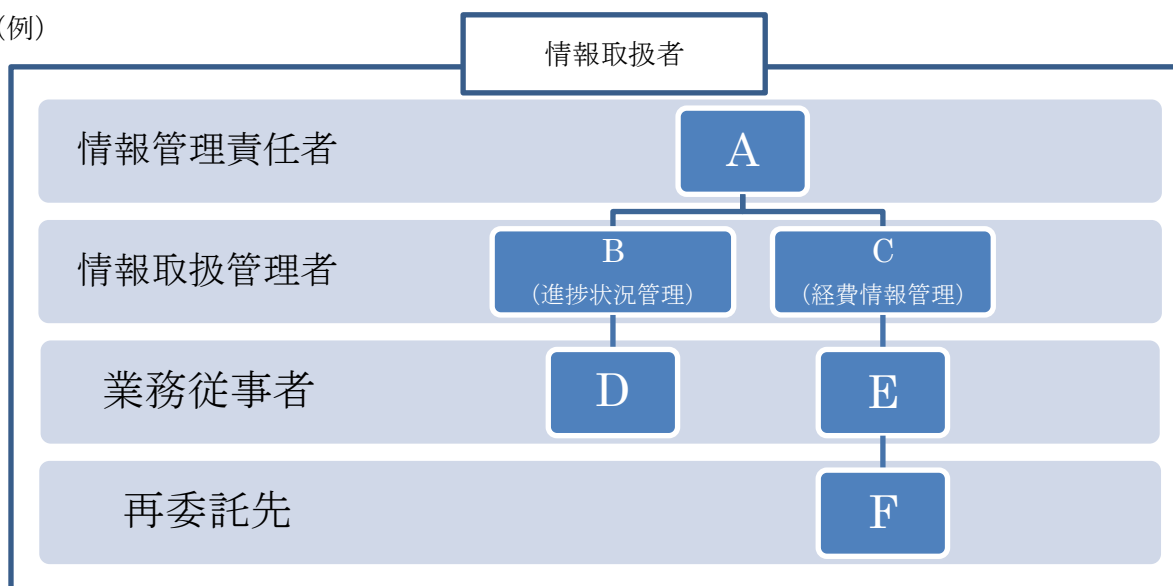 (例)
情報取扱者
情報管理責任者
A
情報取扱管理者
B
(進捗状況管理)
C
(経費情報管理)
業務従事者
D
E
再委託先
F